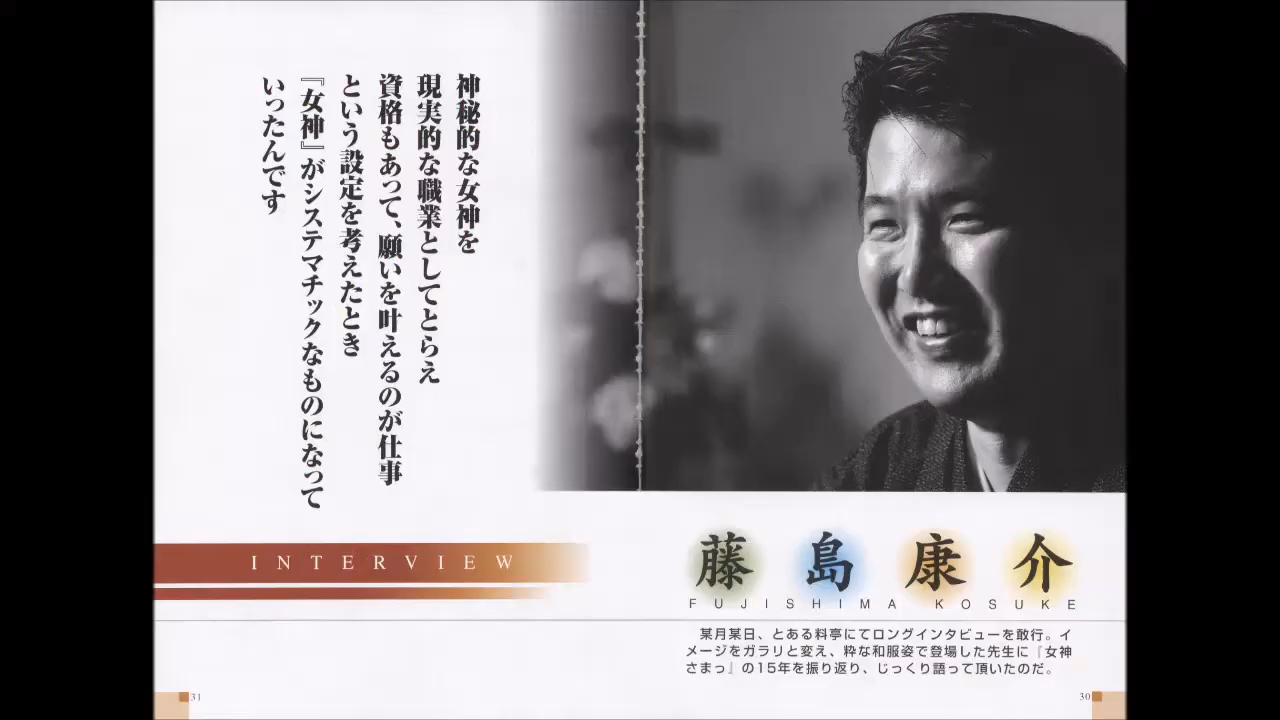 神秘的な女神を
現実的な職業としてとらえ
資格もあって、願いを叶えるのが仕事
という設定を考えたとき
『女神』がシステマチックなものになって
いったんです
INTERVIEW
藤島康介
FUJISHIMA KOSUKE
某月某日、とある料亭にてロングインタビューを敢行。イ
メージをガラリと変え、粋な和服姿で登場した先生に『女神
さまっ』の15年を振り返り、じっくり語って頂いたのだ。
31
30